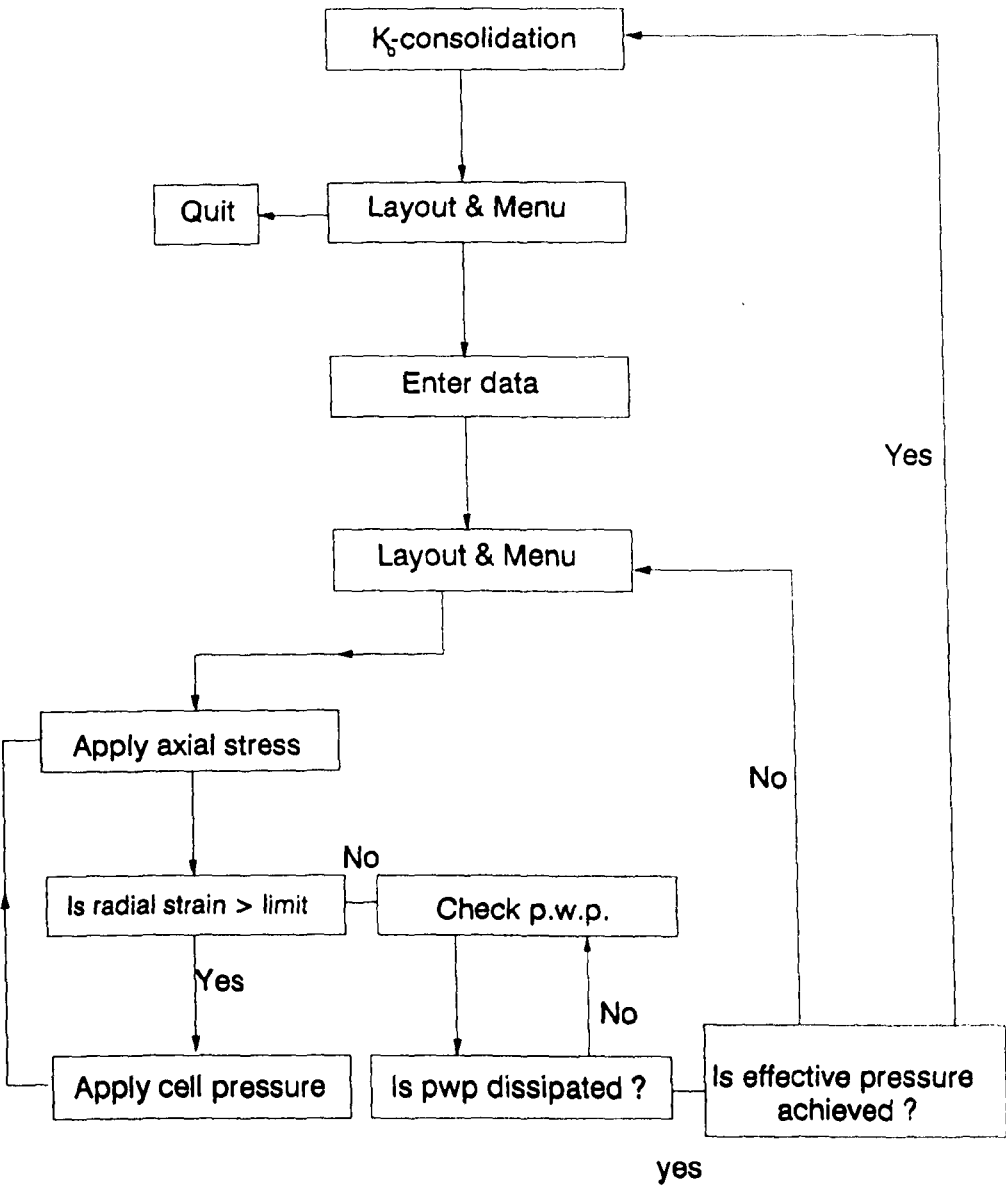 Ko-consolidation
Quit
Layout & Menu
Enter data
Yes
Layout & Menu
Apply axial stress
No
No
Is radial strain > limit
Check p.w.p.
Yes
No
Apply cell pressure
Is pwp dissipated ?
Is effective pressure
achieved ?
yes